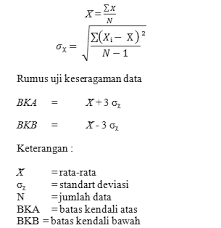 X̄ = ∑x / N
σx̄ = √(∑(Xi − X)² / N − 1)
Rumus uji keseragaman data
BKA = X̄ + 3 σx̄
BKB = X̄ - 3 σx̄
Keterangan :
X̄ = rata-rata
σx̄ = standart deviasi
N = jumlah data
BKA = batas kendali atas
BKB = batas kendali bawah